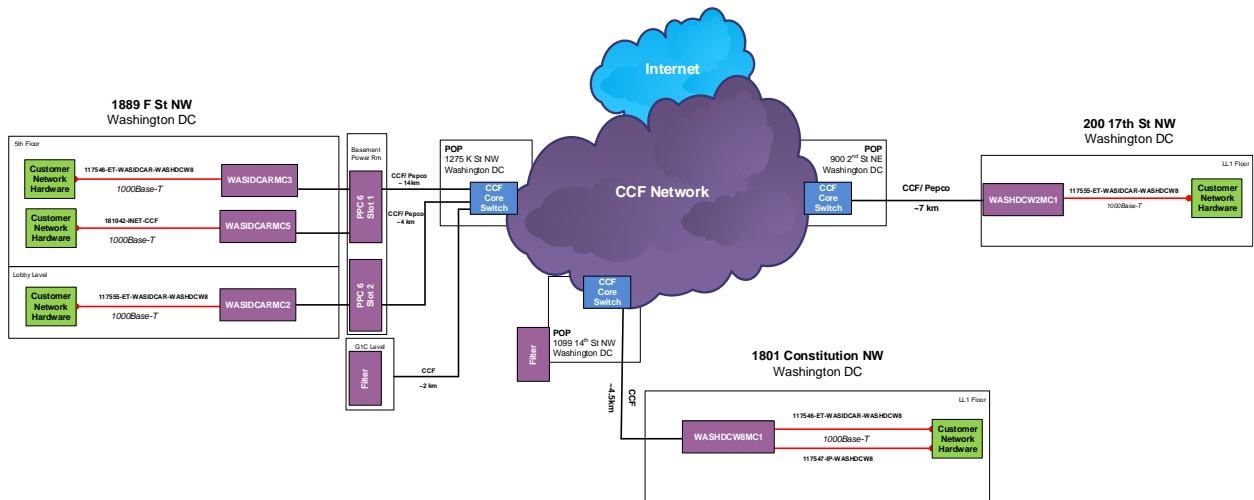 Internet
CCF Network
1889 F St NW
Washington DC
5th Floor
Customer
Network
Hardware
117546-ET-WASIDCAR-WASHDCW8
1000Base-T
WASIDCARMC3
Customer
Network
Hardware
181042-INET-CCF
1000Base-T
WASIDCARMC5
Lobby Level
Customer
Network
Hardware
117555-ET-WASIDCAR-WASHDCW8
1000Base-T
WASIDCARMC2
Basement
Power Rm
PPC 6
Slot 1
PPC 6
Slot 2
G1C Level
Filter
CCF/ Pepco
~ 14km
CCF/ Pepco
~4 km
CCF
~2 km
POP
1275 K St NW
Washington DC
CCF
Core
Switch
POP
900 2nd St NE
Washington DC
CCF
Core
Switch
CCF/ Pepco
~7 km
200 17th St NW
Washington DC
LL1 Floor
WASHDCW2MC1
117555-ET-WASIDCAR-WASHDCW8
1000Base-T
Customer
Network
Hardware
CCF
Core
Switch
POP
1099 14th St NW
Washington DC
Filter
CCF
~4.5km
1801 Constitution NW
Washington DC
LL1 Floor
WASHDCW8MC1
117546-ET-WASIDCAR-WASHDCW8
1000Base-T
117547-IP-WASHDCW8
Customer
Network
Hardware